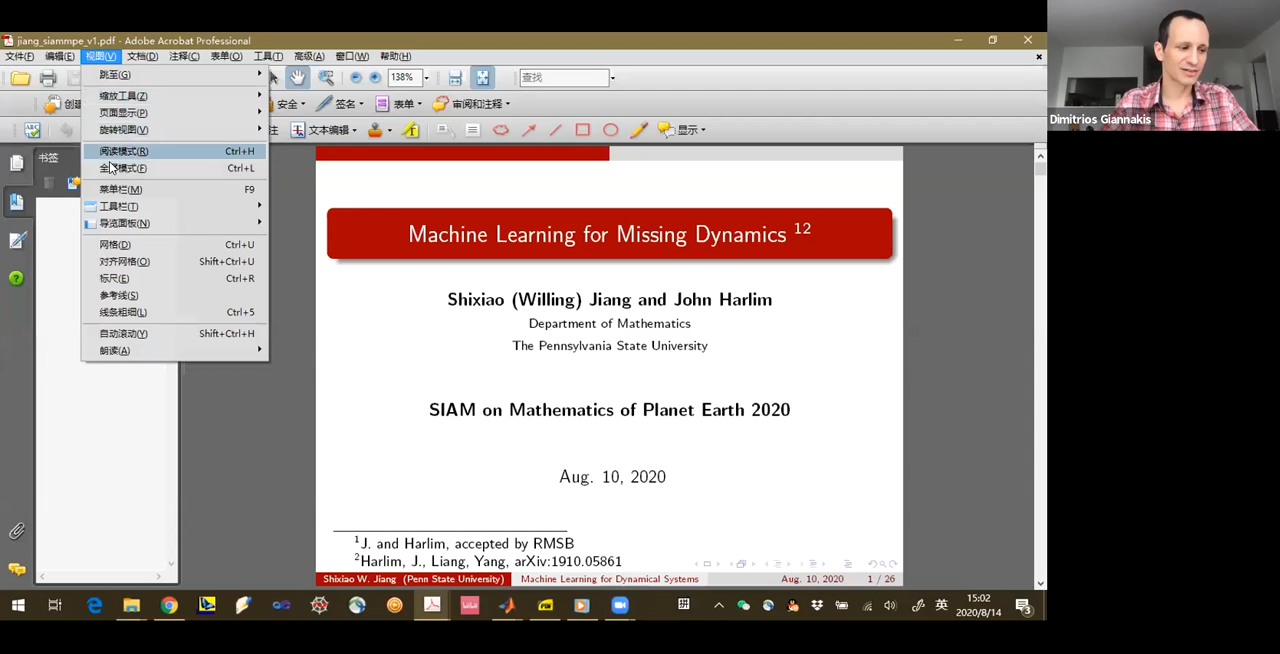 jiang_siammpe_v1.pdf - Adobe Acrobat Professional
文件(F) 编辑(E) 视图(V) 文档(D) 注释(C) 表单(O) 工具(T) 高级(A) 窗口(W) 帮助(H)
138% 查找
创建 安全 签名 表单 审阅和注释
注 文本编辑 显示
书签
跳至(G)
缩放工具(Z)
页面显示(P)
旋转视图(V)
阅读模式(R) Ctrl+H
全屏模式(F) Ctrl+L
菜单栏(M) F9
工具栏(T)
导览面板(N)
网格(D) Ctrl+U
对齐网格(O) Shift+Ctrl+U
标尺(E) Ctrl+R
参考线(S)
线条粗细(L) Ctrl+5
自动滚动(Y) Shift+Ctrl+H
朗读(A)
Machine Learning for Missing Dynamics 12
Shixiao (Willing) Jiang and John Harlim
Department of Mathematics
The Pennsylvania State University
SIAM on Mathematics of Planet Earth 2020
Aug. 10, 2020
1J. and Harlim, accepted by RMSB
2Harlim, J., Liang, Yang, arXiv:1910.05861
Shixiao W. Jiang (Penn State University) Machine Learning for Dynamical Systems Aug. 10, 2020 1 / 26
英 15:02
2020/8/14
3
Dimitrios Giannakis